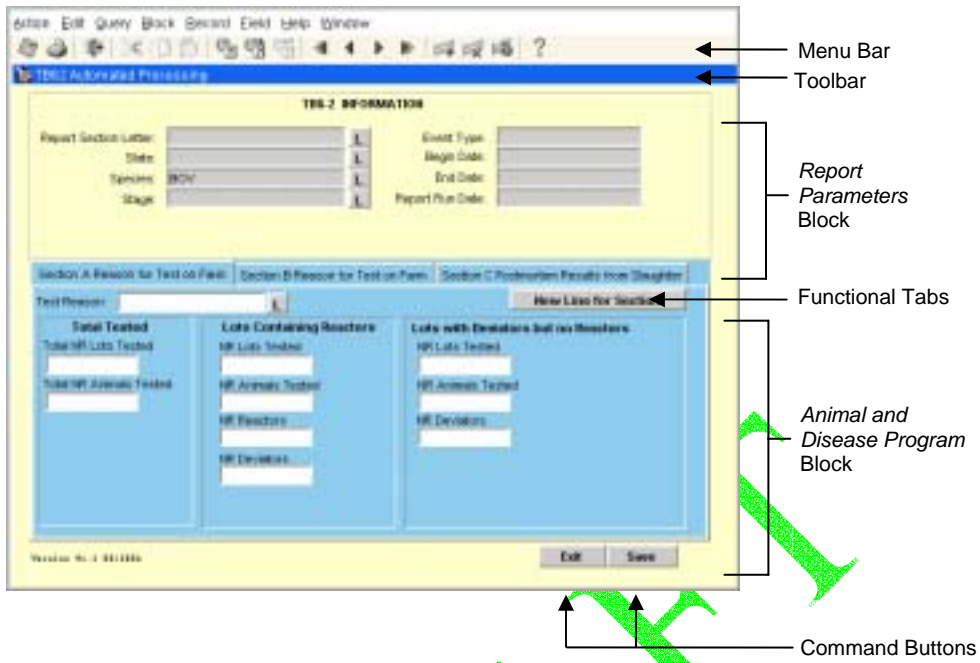 Action Edit Query Block Record Field Help Window
?
Menu Bar
TB62 Automated Processing
Toolbar
TB6-2 INFORMATION
Report Section Letter: L Event Type:
State: L Begin Date:
Species: BOV L End Date:
Stage: L Report Run Date:
Report
Parameters
Block
Section A Reason for Test on Farm Section B Reason for Test on Farm Section C Postmortem Results from Slaughter
Test Reason: L New Line for Section
Functional Tabs
Total Tested Lots Containing Reactors Lots with Deviators but no Reactors
Total NR Lots Tested NR Lots Tested NR Lots Tested
Total NR Animals Tested NR Animals Tested NR Animals Tested
NR Reactors NR Deviators
NR Deviators
Animal and
Disease Program
Block
Version
Exit Save
Command Buttons